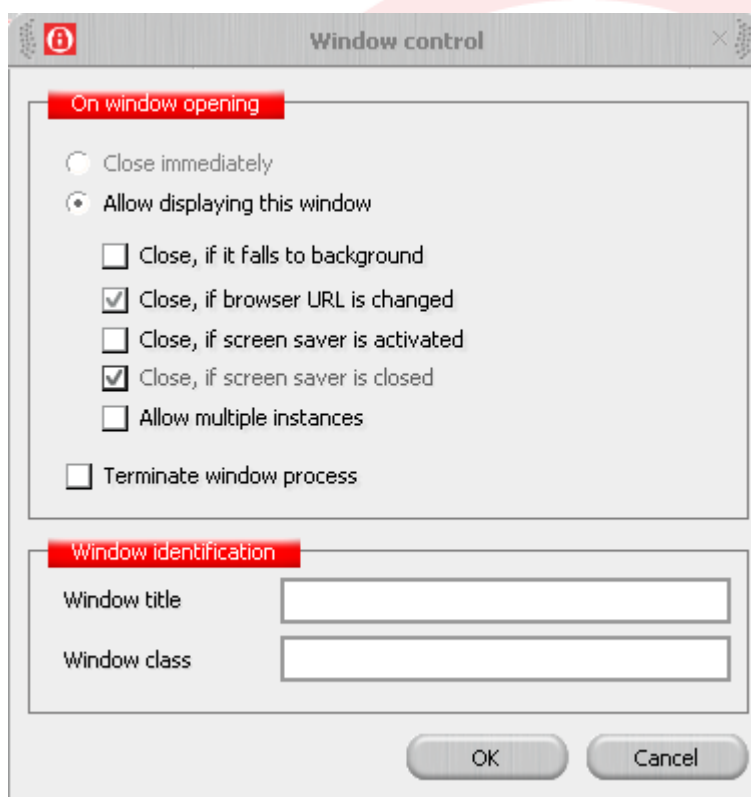 Window control
On window opening
Close immediately
Allow displaying this window
Close, if it falls to background
Close, if browser URL is changed
Close, if screen saver is activated
Close, if screen saver is closed
Allow multiple instances
Terminate window process
Window identification
Window title
Window class
OK Cancel